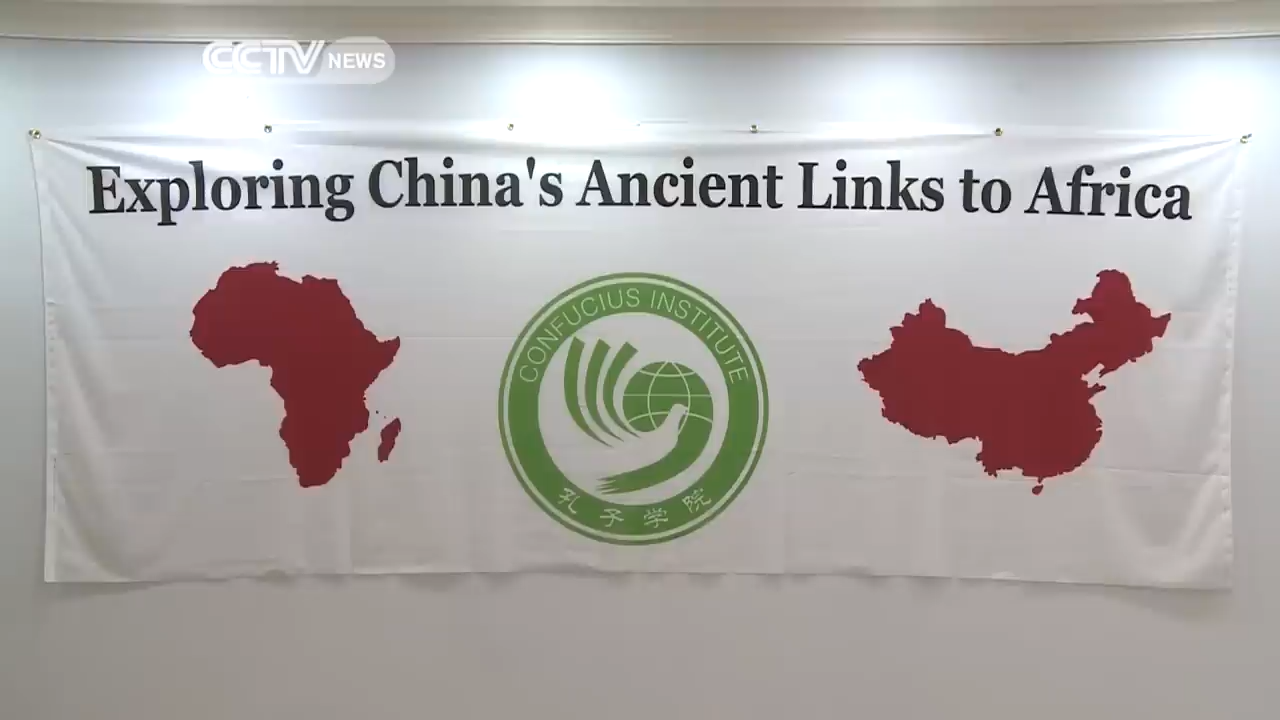 CCTV NEWS
Exploring China's Ancient Links to Africa
CONFUCIUS INSTITUTE
孔子学院